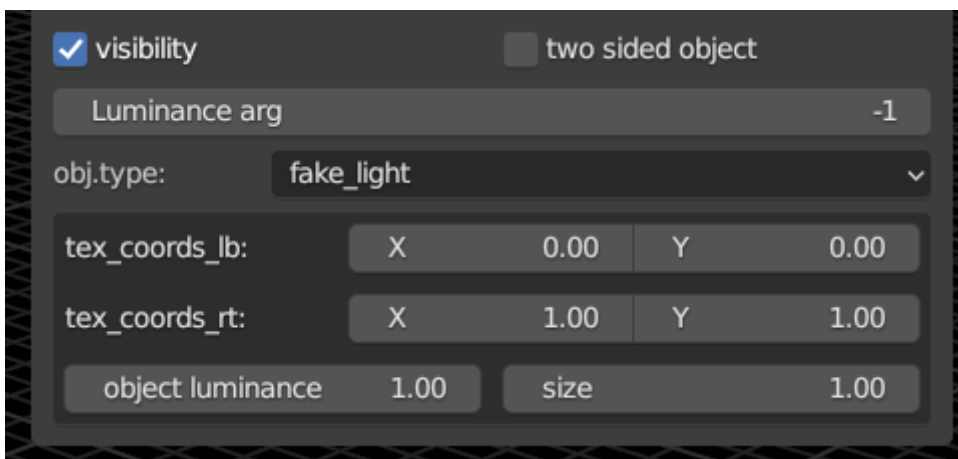 visibility two sided object
Luminance arg -1
obj.type: fake_light
tex_coords_lb: X 0.00 Y 0.00
tex_coords_rt: X 1.00 Y 1.00
object luminance 1.00 size 1.00